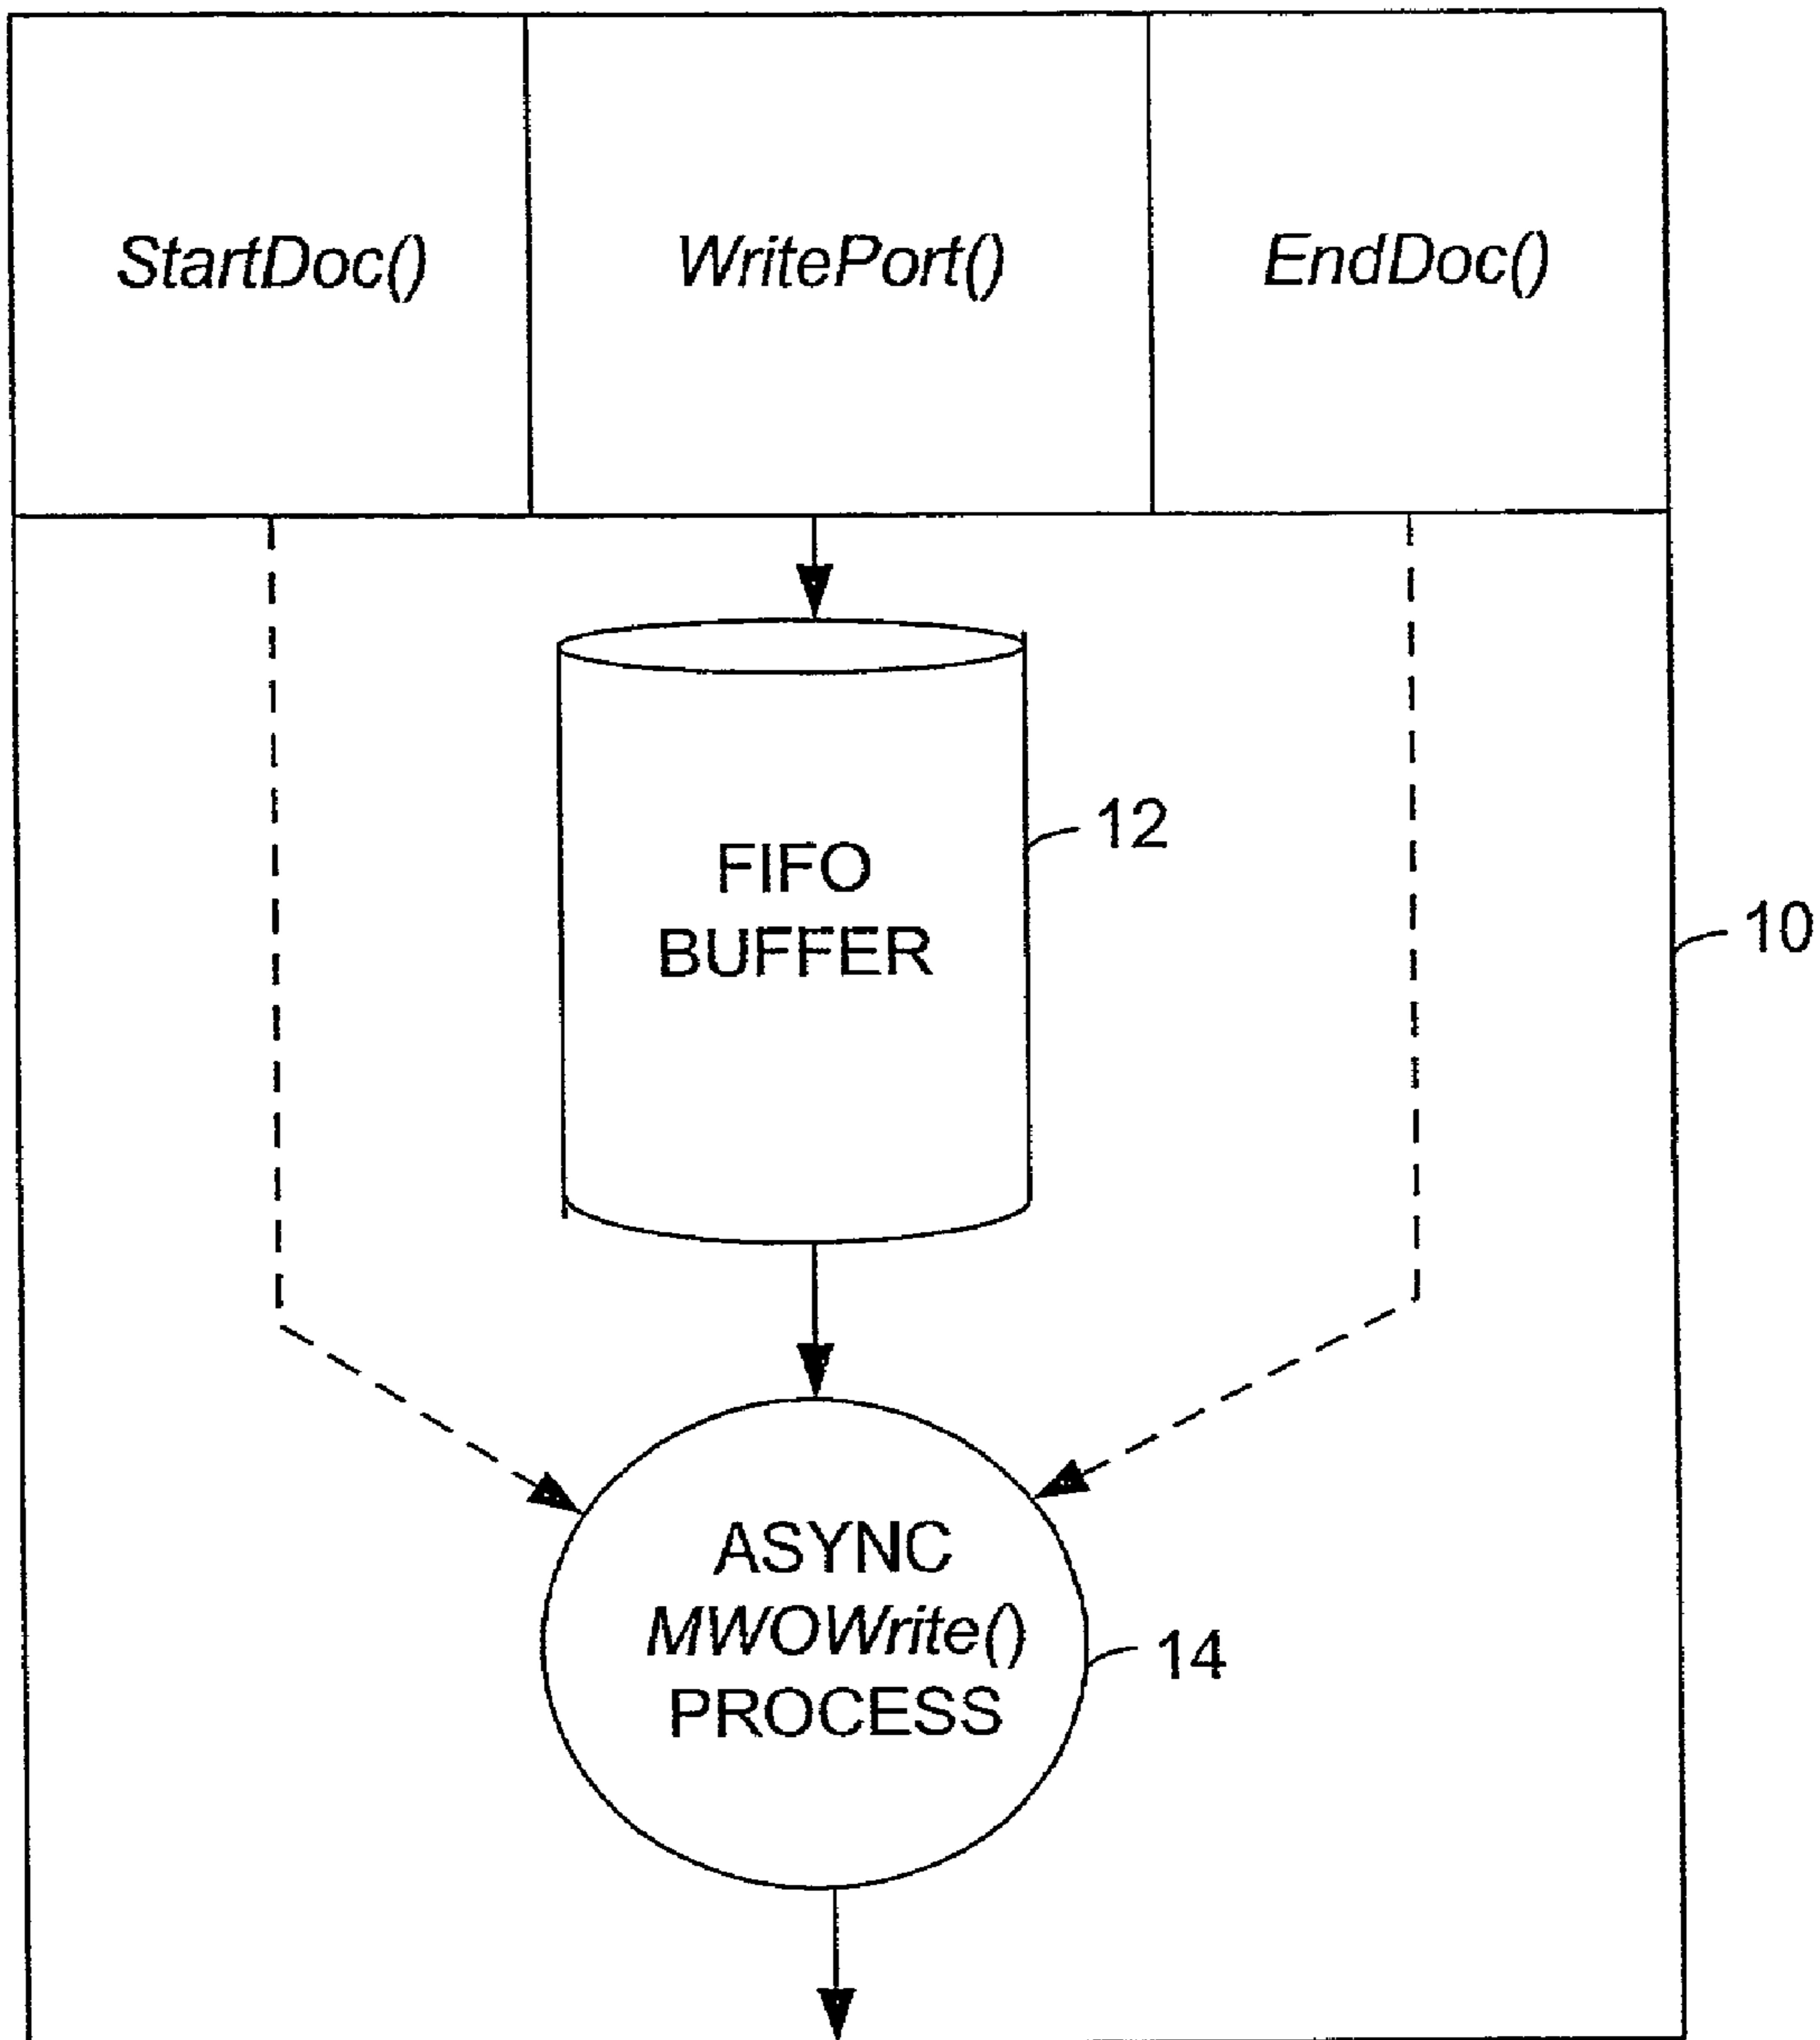 StartDoc()
WritePort()
EndDoc()
FIFO
BUFFER
12
10
ASYNC
MWOWrite()
PROCESS
14